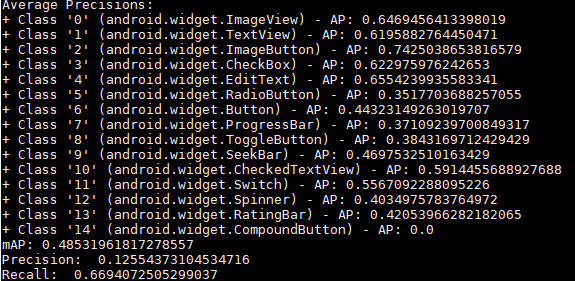 Average Precisions:
+ Class '0' (android.widget.ImageView) - AP: 0.6469456413398019
+ Class '1' (android.widget.TextView) - AP: 0.6195882764450471
+ Class '2' (android.widget.ImageButton) - AP: 0.7425038653816579
+ Class '3' (android.widget.CheckBox) - AP: 0.622975976242653
+ Class '4' (android.widget.EditText) - AP: 0.6554239935583341
+ Class '5' (android.widget.RadioButton) - AP: 0.3517703688257055
+ Class '6' (android.widget.Button) - AP: 0.44323149263019707
+ Class '7' (android.widget.ProgressBar) - AP: 0.37109239700849317
+ Class '8' (android.widget.ToggleButton) - AP: 0.3843169712429429
+ Class '9' (android.widget.SeekBar) - AP: 0.4697532510163429
+ Class '10' (android.widget.CheckedTextView) - AP: 0.5914455688927688
+ Class '11' (android.widget.Switch) - AP: 0.5567092288095226
+ Class '12' (android.widget.Spinner) - AP: 0.4034975783764972
+ Class '13' (android.widget.RatingBar) - AP: 0.42053966282182065
+ Class '14' (android.widget.CompoundButton) - AP: 0.0
mAP: 0.48531961817278557
Precision:  0.12554373104534716
Recall:  0.6694072505299037